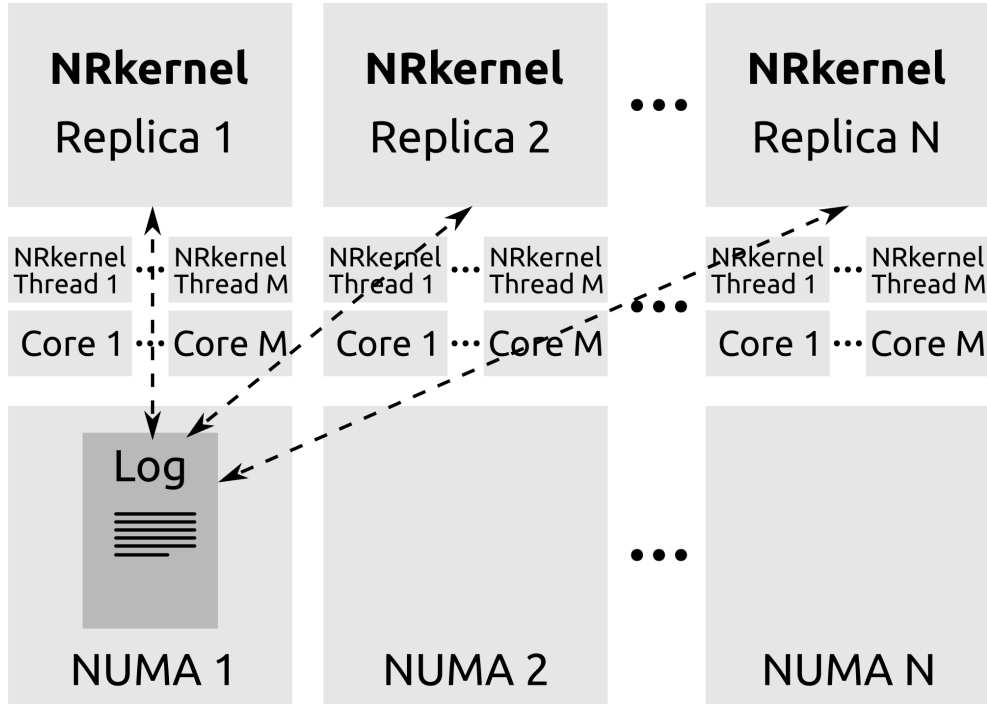 NRkernel
Replica 1
NRkernel
Replica 2
•••
NRkernel
Replica N
NRkernel
Thread 1
•••
NRkernel
Thread M
NRkernel
Thread 1
•••
NRkernel
Thread M
•••
NRkernel
Thread 1
•••
NRkernel
Thread M
Core 1
•••
Core M
Core 1
•••
Core M
Core 1
•••
Core M
Log
NUMA 1
NUMA 2
•••
NUMA N